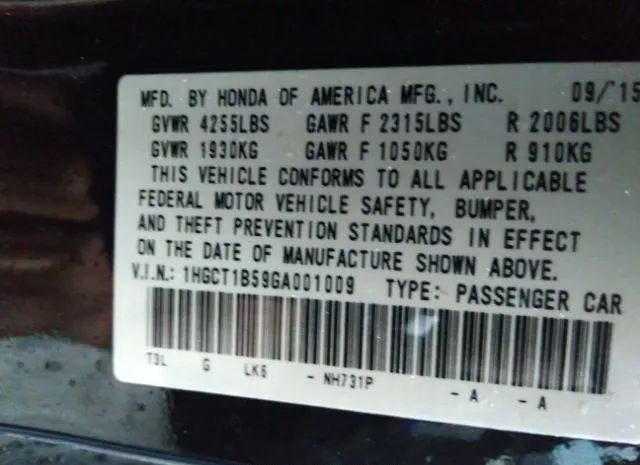 MFD. BY HONDA OF AMERICA MFG., INC. 09/'15
GVWR 4255LBS GAWR F 2315LBS R 2006LBS
GVWR 1930KG GAWR F 1050KG R 910KG
THIS VEHICLE CONFORMS TO ALL APPLICABLE
FEDERAL MOTOR VEHICLE SAFETY, BUMPER,
AND THEFT PREVENTION STANDARDS IN EFFECT
ON THE DATE OF MANUFACTURE SHOWN ABOVE.
V.I.N.: 1HGCT1B59GA001009 TYPE: PASSENGER CAR
T3L G LK6 - NH731P - A - A